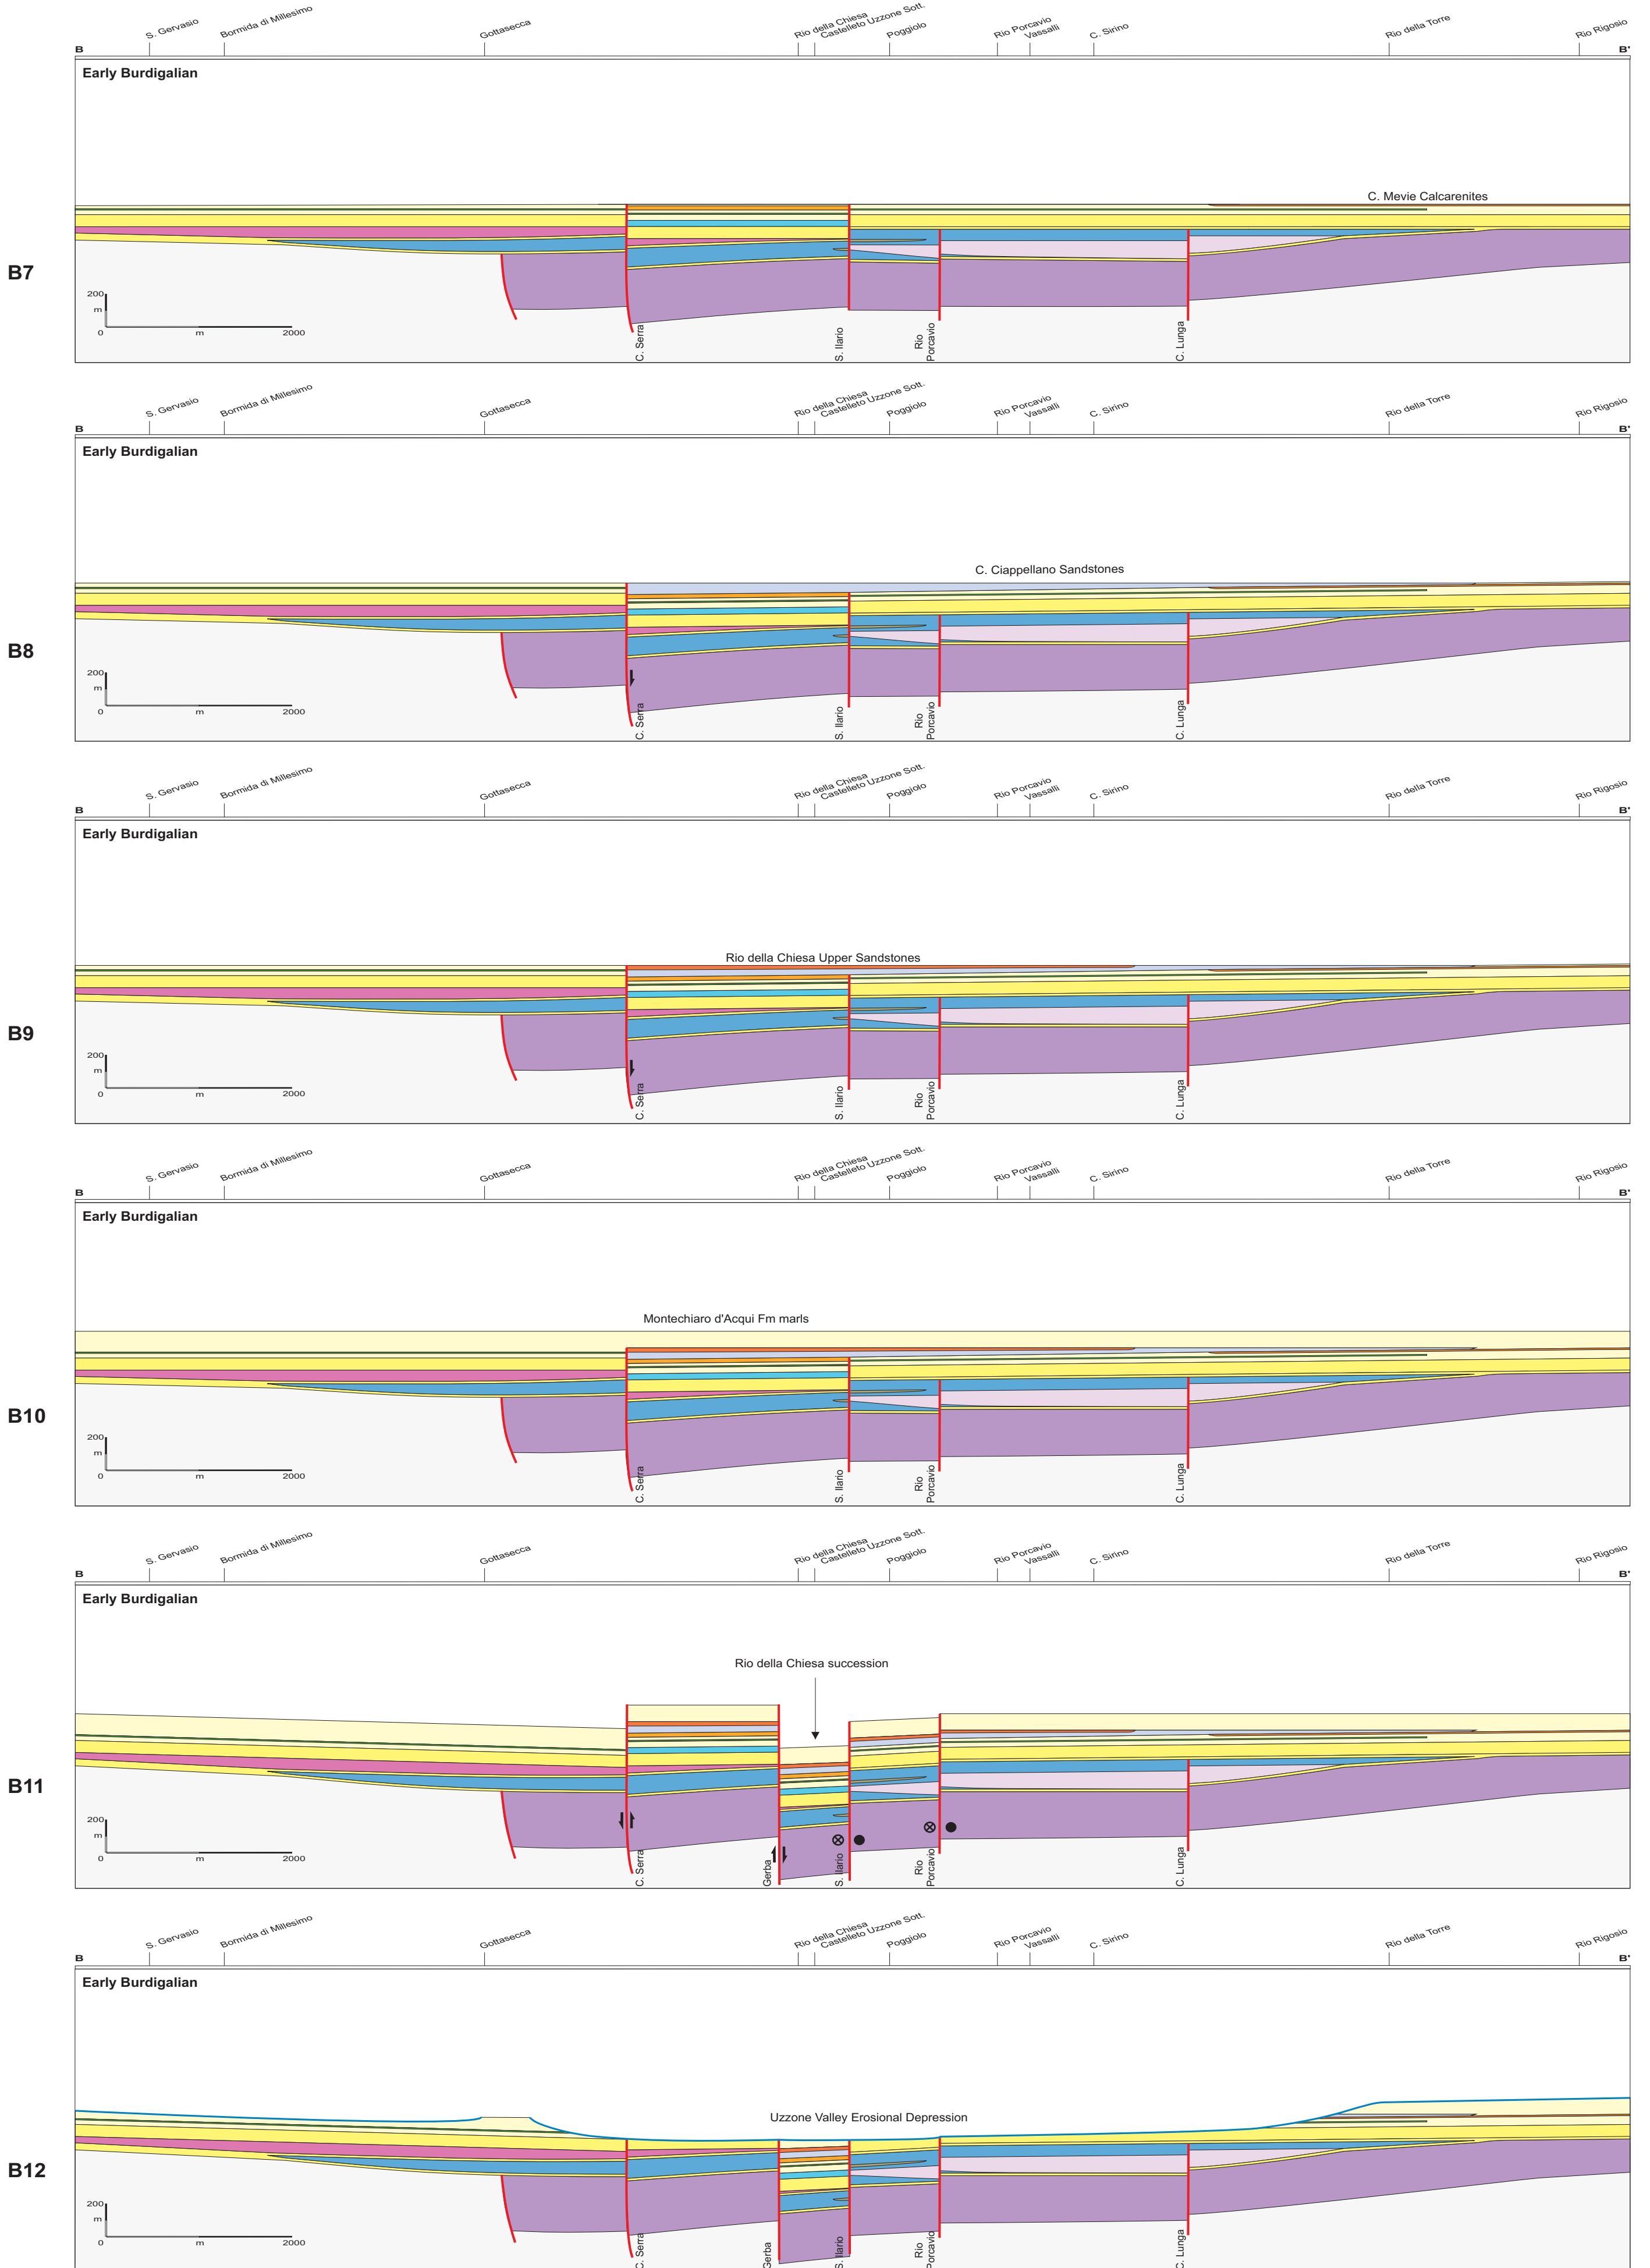 S. Gervasio
Bormida di Millesimo
Gottasecca
Rio della Chiesa
Castelleto Uzzone Sott.
Poggiolo
Rio Porcavio
Vassalli
C. Sirino
Rio della Torre
Rio Rigosio
B
B'
Early Burdigalian
C. Mevie Calcarenites
B7
200
m
0
m
2000
C. Serra
S. Ilario
Rio
Porcavio
C. Lunga
S. Gervasio
Bormida di Millesimo
Gottasecca
Rio della Chiesa
Castelleto Uzzone Sott.
Poggiolo
Rio Porcavio
Vassalli
C. Sirino
Rio della Torre
Rio Rigosio
B
B'
Early Burdigalian
C. Ciappellano Sandstones
B8
200
m
0
m
2000
C. Serra
S. Ilario
Rio
Porcavio
C. Lunga
S. Gervasio
Bormida di Millesimo
Gottasecca
Rio della Chiesa
Castelleto Uzzone Sott.
Poggiolo
Rio Porcavio
Vassalli
C. Sirino
Rio della Torre
Rio Rigosio
B
B'
Early Burdigalian
Rio della Chiesa Upper Sandstones
B9
200
m
0
m
2000
C. Serra
S. Ilario
Rio
Porcavio
C. Lunga
S. Gervasio
Bormida di Millesimo
Gottasecca
Rio della Chiesa
Castelleto Uzzone Sott.
Poggiolo
Rio Porcavio
Vassalli
C. Sirino
Rio della Torre
Rio Rigosio
B
B'
Early Burdigalian
Montechiaro d'Acqui Fm marls
B10
200
m
0
m
2000
C. Serra
S. Ilario
Rio
Porcavio
C. Lunga
S. Gervasio
Bormida di Millesimo
Gottasecca
Rio della Chiesa
Castelleto Uzzone Sott.
Poggiolo
Rio Porcavio
Vassalli
C. Sirino
Rio della Torre
Rio Rigosio
B
B'
Early Burdigalian
Rio della Chiesa succession
B11
200
m
0
m
2000
C. Serra
Gerba
S. Ilario
Rio
Porcavio
C. Lunga
S. Gervasio
Bormida di Millesimo
Gottasecca
Rio della Chiesa
Castelleto Uzzone Sott.
Poggiolo
Rio Porcavio
Vassalli
C. Sirino
Rio della Torre
Rio Rigosio
B
B'
Early Burdigalian
Uzzone Valley Erosional Depression
B12
200
m
0
m
2000
C. Serra
Gerba
S. Ilario
Rio
Porcavio
C. Lunga